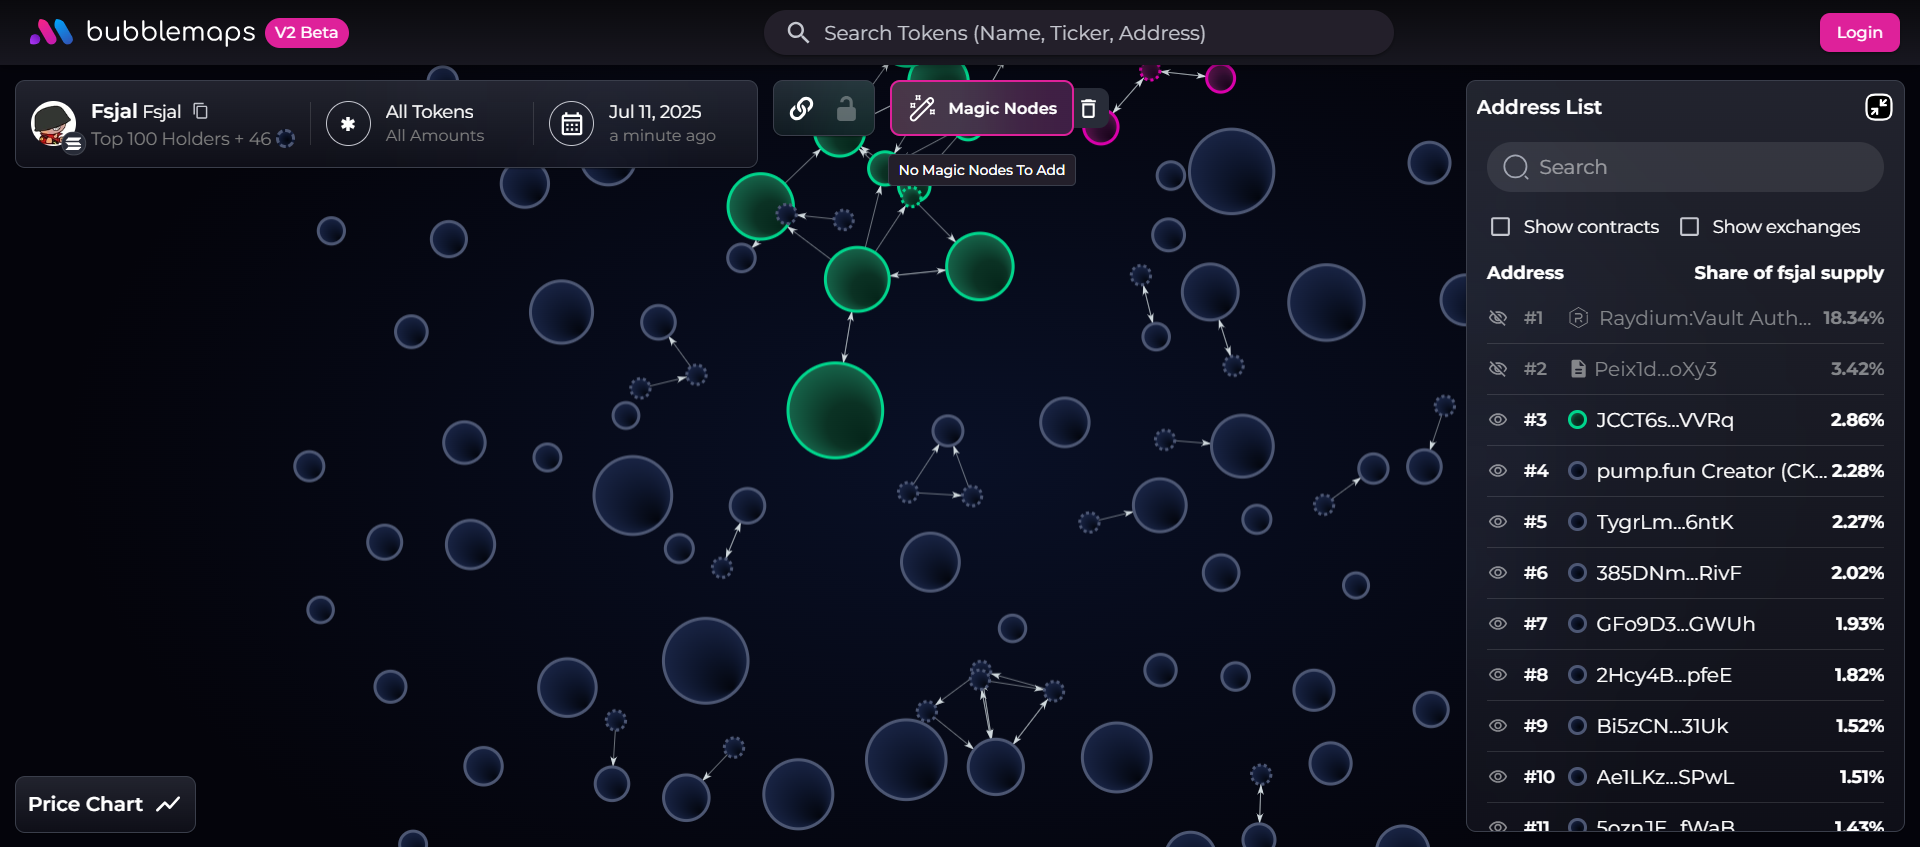 bubblemaps V2 Beta
Search Tokens (Name, Ticker, Address)
Login
Fsjal Fsjal
Top 100 Holders + 46
All Tokens
All Amounts
Jul 11, 2025
a minute ago
Magic Nodes
No Magic Nodes To Add
Address List
Search
Show contracts
Show exchanges
Address Share of fsjal supply
#1 Raydium:Vault Auth... 18.34%
#2 Peix1d...oXy3 3.42%
#3 JCCT6s...VVRq 2.86%
#4 pump.fun Creator (CK... 2.28%
#5 TygrLm...6ntK 2.27%
#6 385DNm...RivF 2.02%
#7 GFo9D3...GWUh 1.93%
#8 2Hcy4B...pfeE 1.82%
#9 Bi5zCN...31Uk 1.52%
#10 Ae1LKz...SPwL 1.51%
#11 1.43%
Price Chart